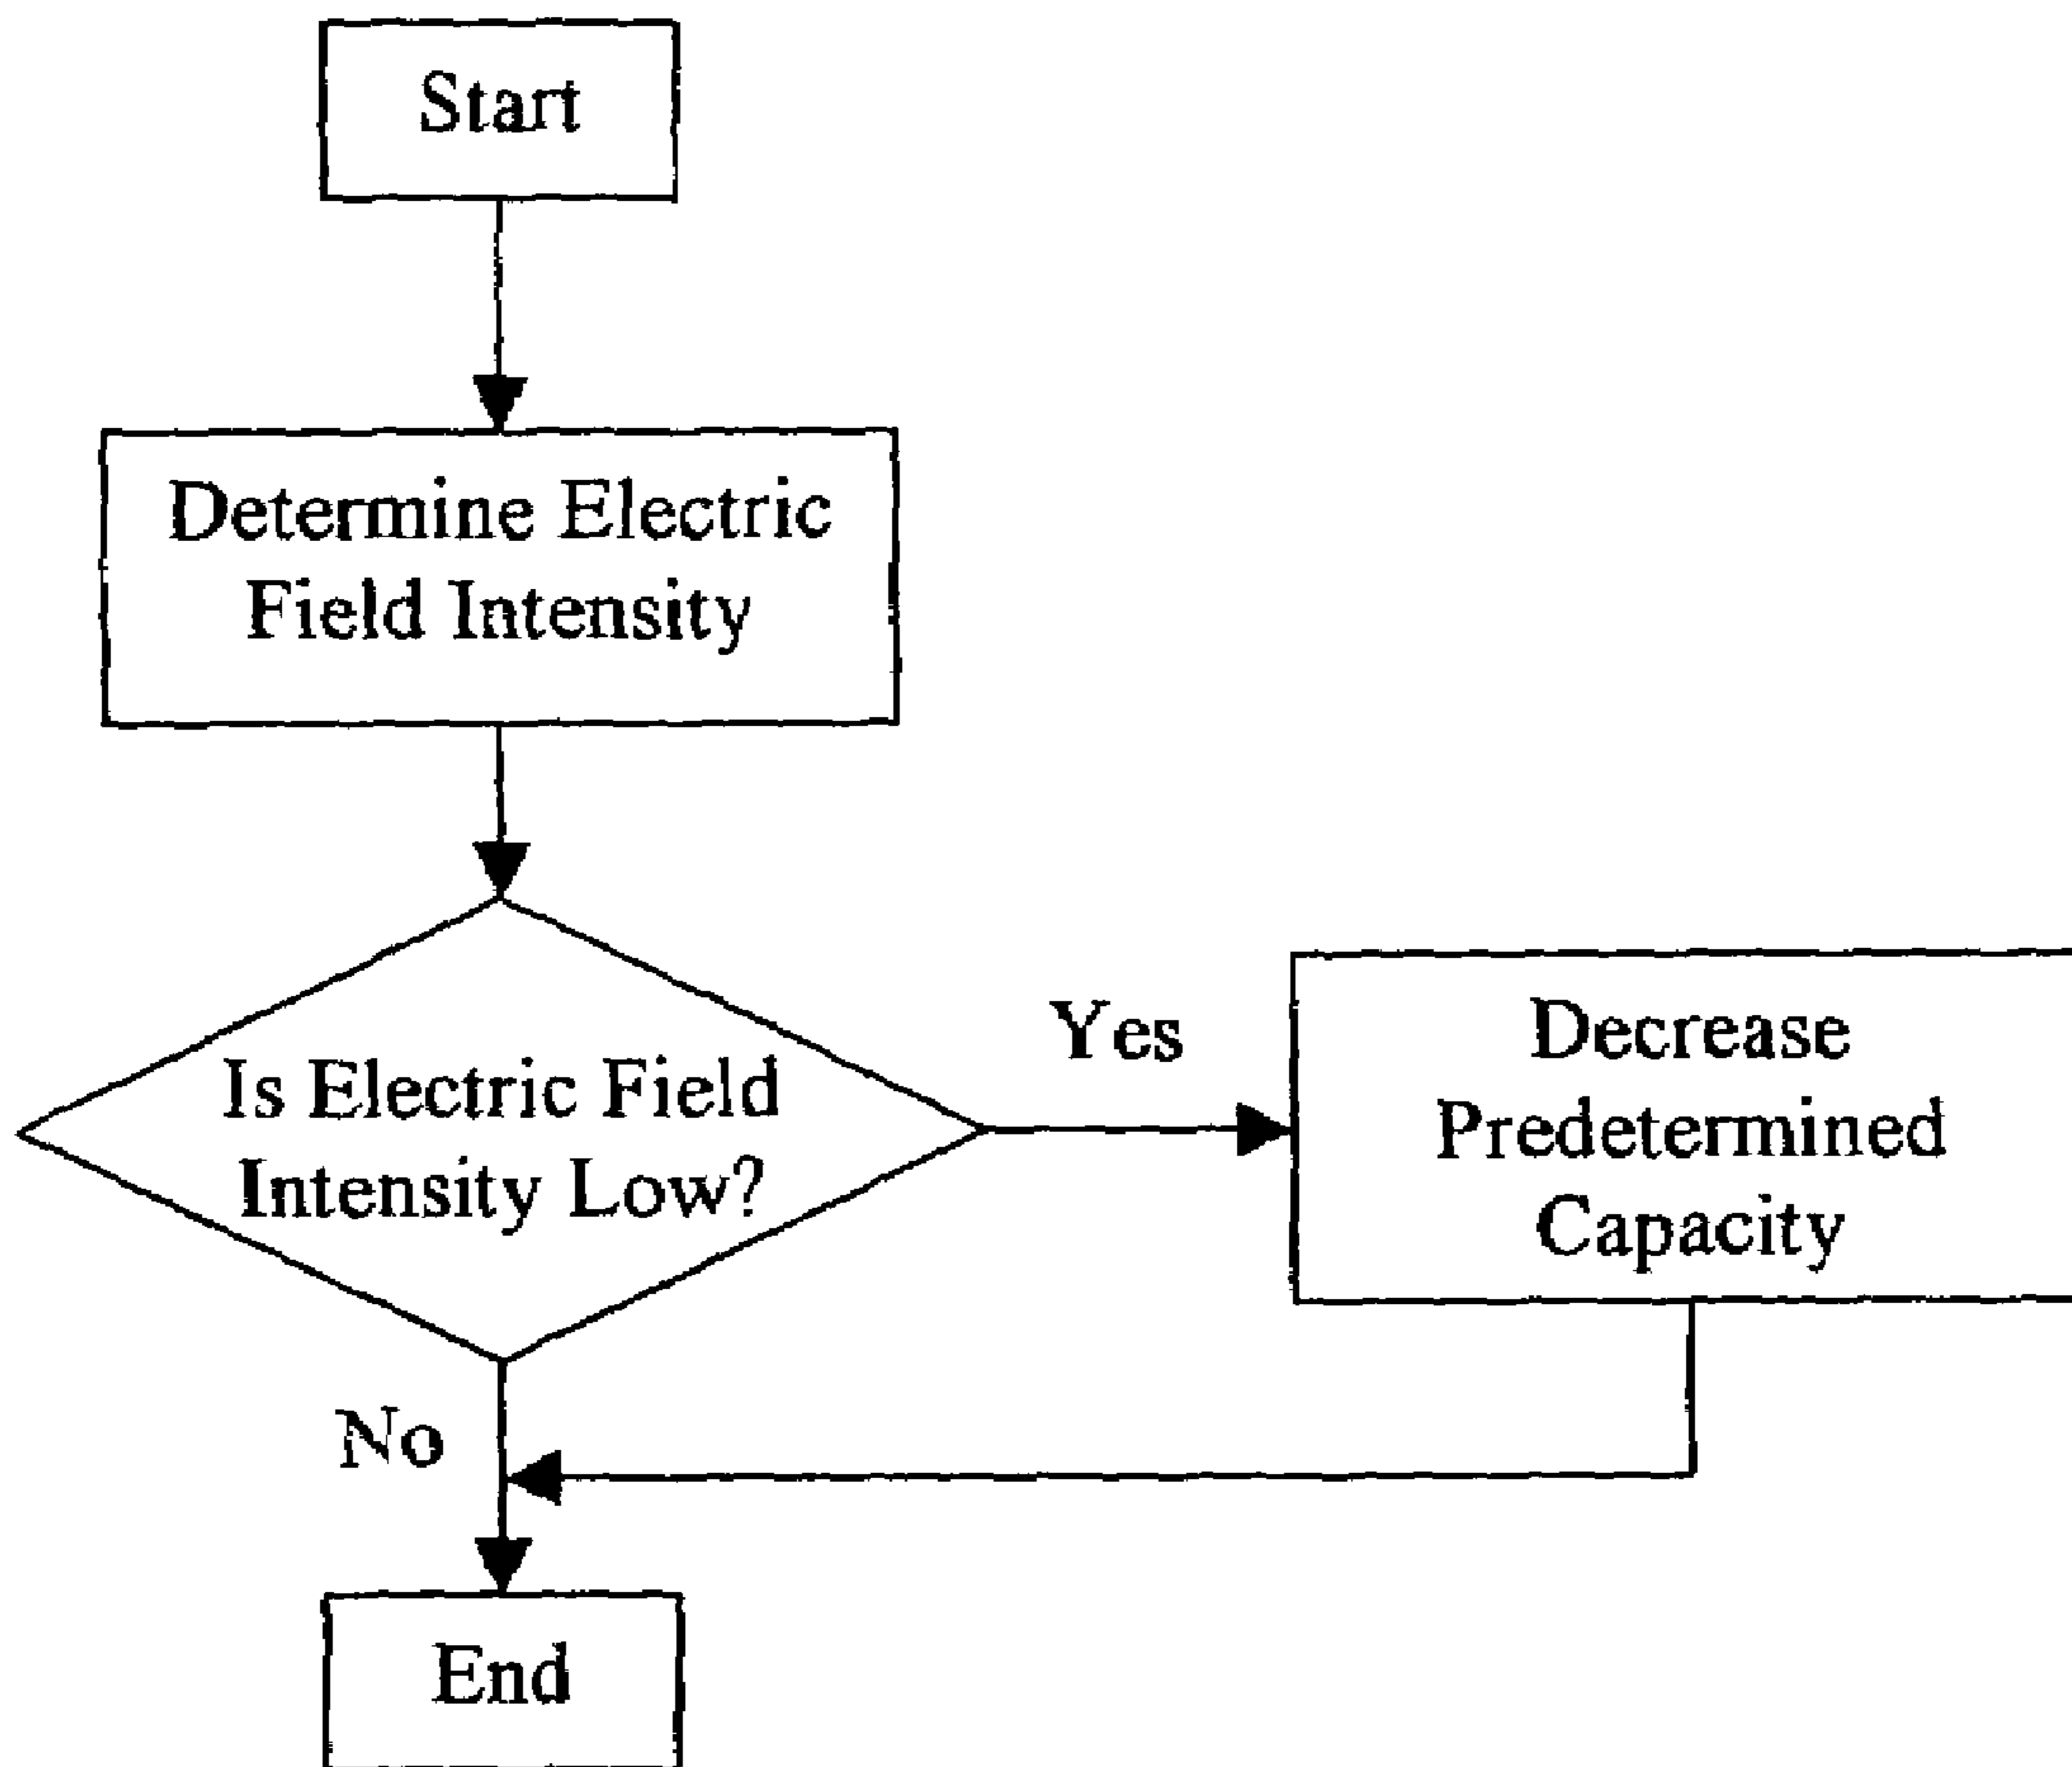 Start
Determine Electric
Field Intensity
Is Electric Field
Intensity Low?
Yes
Decrease
Predetermined
Capacity
No
End